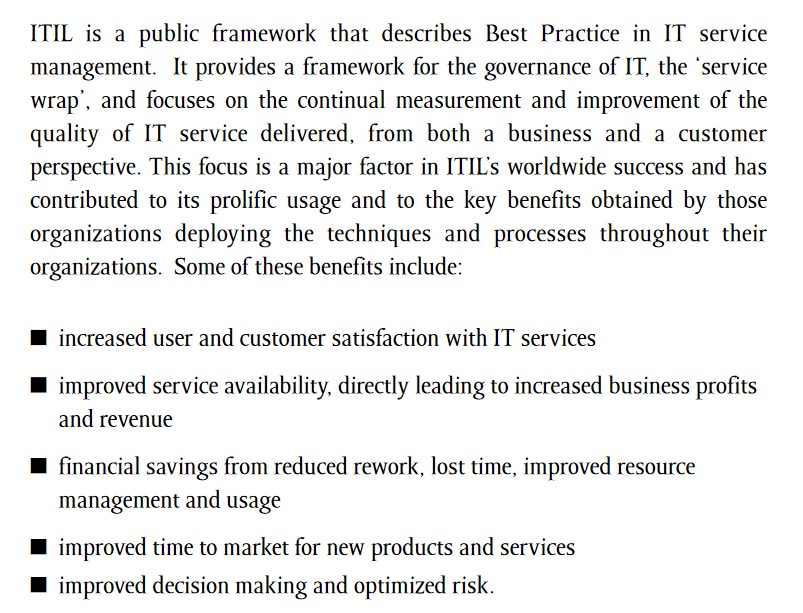 ITIL is a public framework that describes Best Practice in IT service
management. It provides a framework for the governance of IT, the ‘service
wrap’, and focuses on the continual measurement and improvement of the
quality of IT service delivered, from both a business and a customer
perspective. This focus is a major factor in ITIL’s worldwide success and has
contributed to its prolific usage and to the key benefits obtained by those
organizations deploying the techniques and processes throughout their
organizations. Some of these benefits include:
■ increased user and customer satisfaction with IT services
■ improved service availability, directly leading to increased business profits
and revenue
■ financial savings from reduced rework, lost time, improved resource
management and usage
■ improved time to market for new products and services
■ improved decision making and optimized risk.